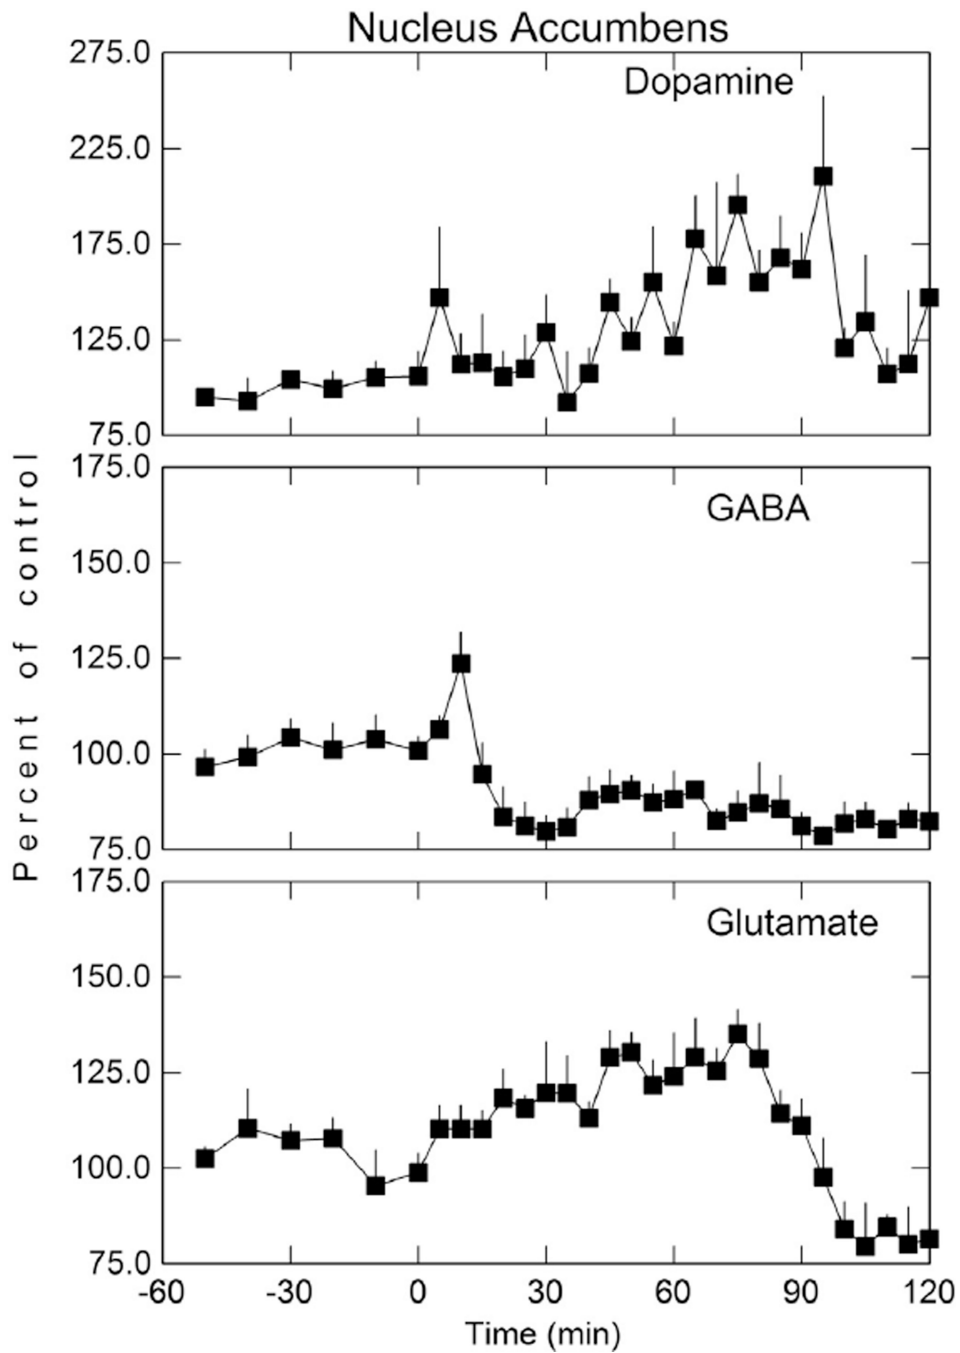 Nucleus Accumbens
Dopamine
275.0
225.0
175.0
125.0
75.0
Percent of control
GABA
175.0
150.0
125.0
100.0
75.0
Glutamate
175.0
150.0
125.0
100.0
75.0
-60 -30 0 30 60 90 120
Time (min)